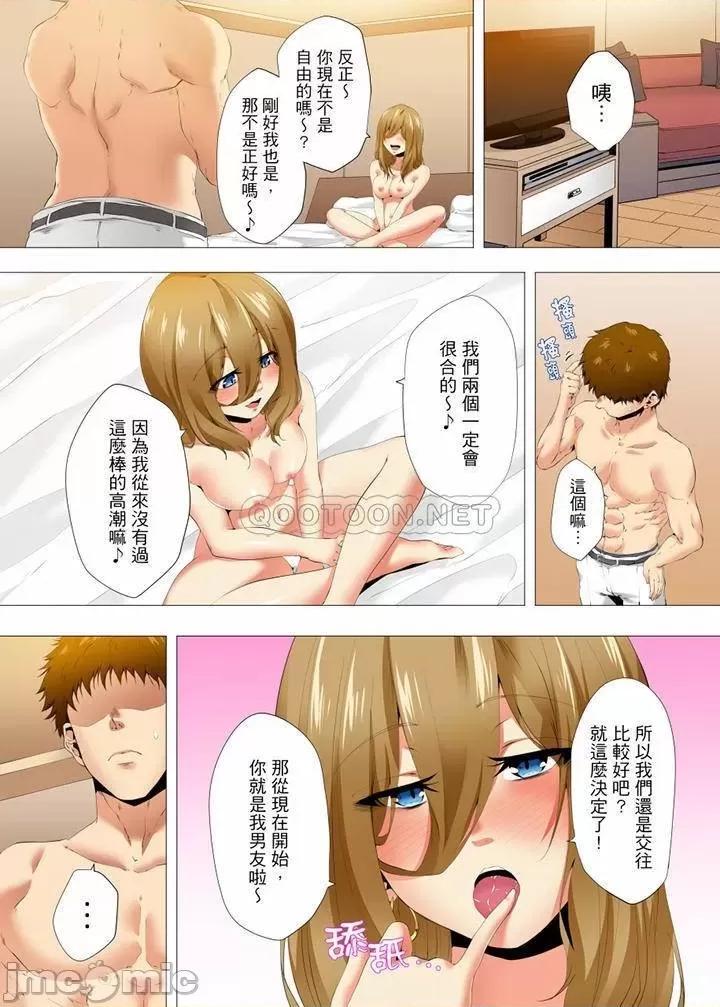 咦⋯
反正～
你現在不是
自由的嗎～？
剛好我也是，
那不是正好嗎～♪
搔頭
搔頭
這個嘛⋯
我們兩個一定會
很合的～♪
因為我從來沒有過
這麼棒的高潮嘛♪
QOOTOON.NET
所以我們還是交往
比較好吧？
就這麼決定了！
那從現在開始，
你就是我男友啦～
舔舐⋯
⋯
jmcomic